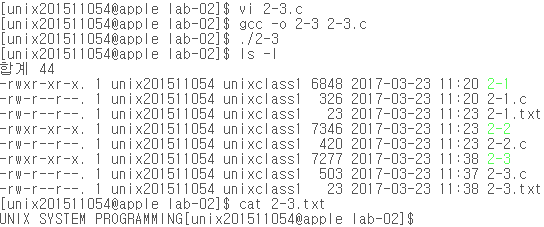 [unix201511054@apple lab-02]$ vi 2-3.c
[unix201511054@apple lab-02]$ gcc -o 2-3 2-3.c
[unix201511054@apple lab-02]$ ./2-3
[unix201511054@apple lab-02]$ ls -l
합계 44
-rwxr-xr-x. 1 unix201511054 unixclass1 6848 2017-03-23 11:20 2-1
-rw-r--r--. 1 unix201511054 unixclass1  326 2017-03-23 11:20 2-1.c
-rw-r--r--. 1 unix201511054 unixclass1   23 2017-03-23 11:23 2-1.txt
-rwxr-xr-x. 1 unix201511054 unixclass1 7346 2017-03-23 11:23 2-2
-rw-r--r--. 1 unix201511054 unixclass1  420 2017-03-23 11:23 2-2.c
-rwxr-xr-x. 1 unix201511054 unixclass1 7277 2017-03-23 11:38 2-3
-rw-r--r--. 1 unix201511054 unixclass1  503 2017-03-23 11:37 2-3.c
-rw-r--r--. 1 unix201511054 unixclass1   23 2017-03-23 11:38 2-3.txt
[unix201511054@apple lab-02]$ cat 2-3.txt
UNIX SYSTEM PROGRAMMING[unix201511054@apple lab-02]$